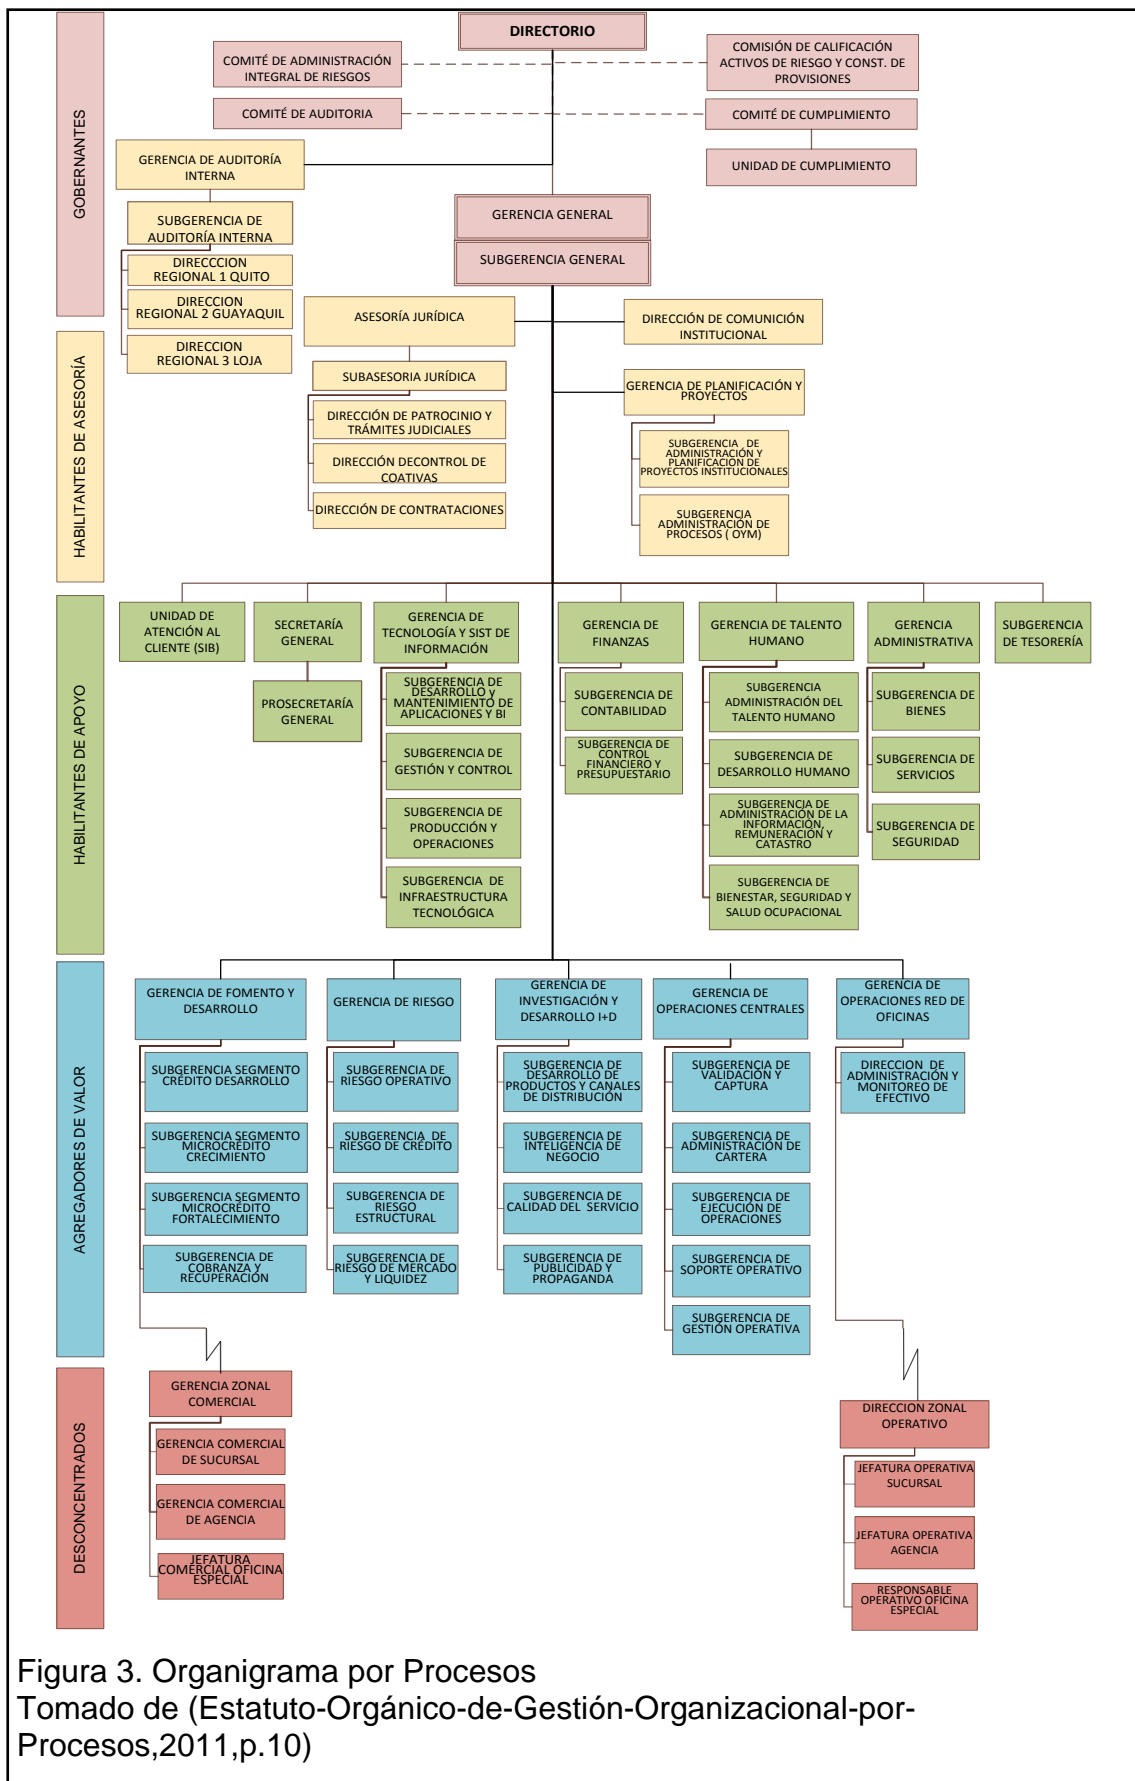 DIRECTORIO
COMITÉ DE ADMINISTRACIÓN
INTEGRAL DE RIESGOS
COMISIÓN DE CALIFICACIÓN
ACTIVOS DE RIESGO Y CONST. DE
PROVISIONES
COMITÉ DE AUDITORIA
COMITÉ DE CUMPLIMIENTO
UNIDAD DE CUMPLIMIENTO
GOBERNANTES
GERENCIA DE AUDITORÍA
INTERNA
SUBGERENCIA DE
AUDITORÍA INTERNA
DIRECCCION
REGIONAL 1 QUITO
DIRECCION
REGIONAL 2 GUAYAQUIL
DIRECCION
REGIONAL 3 LOJA
GERENCIA GENERAL
SUBGERENCIA GENERAL
HABILITANTES DE ASESORÍA
ASESORÍA JURÍDICA
SUBASESORIA JURÍDICA
DIRECCIÓN DE PATROCINIO Y
TRÁMITES JUDICIALES
DIRECCIÓN DECONTROL DE
COATIVAS
DIRECCIÓN DE CONTRATACIONES
DIRECCIÓN DE COMUNICIÓN
INSTITUCIONAL
GERENCIA DE PLANIFICACIÓN Y
PROYECTOS
SUBGERENCIA DE
ADMINISTRACIÓN Y
PLANIFICACIÓN DE
PROYECTOS INSTITUCIONALES
SUBGERENCIA
ADMINISTRACIÓN DE
PROCESOS ( OYM)
HABILITANTES DE APOYO
UNIDAD DE
ATENCIÓN AL
CLIENTE (SIB)
SECRETARÍA
GENERAL
PROSECRETARÍA
GENERAL
GERENCIA DE
TECNOLOGÍA Y SIST DE
INFORMACIÓN
SUBGERENCIA DE
DESARROLLO y
MANTENIMIENTO DE
APLICACIONES Y BI
SUBGERENCIA DE
GESTIÓN Y CONTROL
SUBGERENCIA DE
PRODUCCIÓN Y
OPERACIONES
SUBGERENCIA DE
INFRAESTRUCTURA
TECNOLÓGICA
GERENCIA DE
FINANZAS
SUBGERENCIA DE
CONTABILIDAD
SUBGERENCIA DE
CONTROL
FINANCIERO Y
PRESUPUESTARIO
GERENCIA DE TALENTO
HUMANO
SUBGERENCIA
ADMINISTRACIÓN DEL
TALENTO HUMANO
SUBGERENCIA DE
DESARROLLO HUMANO
SUBGERENCIA DE
ADMINISTRACIÓN DE LA
INFORMACIÓN,
REMUNERACIÓN Y
CATASTRO
SUBGERENCIA DE
BIENESTAR, SEGURIDAD Y
SALUD OCUPACIONAL
GERENCIA
ADMINISTRATIVA
SUBGERENCIA DE
BIENES
SUBGERENCIA DE
SERVICIOS
SUBGERENCIA DE
SEGURIDAD
SUBGERENCIA
DE TESORERÍA
AGREGADORES DE VALOR
GERENCIA DE FOMENTO Y
DESARROLLO
SUBGERENCIA SEGMENTO
CRÉDITO DESARROLLO
SUBGERENCIA SEGMENTO
MICROCRÉDITO
CRECIMIENTO
SUBGERENCIA SEGMENTO
MICROCRÉDITO
FORTALECIMIENTO
SUBGERENCIA DE
COBRANZA Y
RECUPERACIÓN
GERENCIA DE RIESGO
SUBGERENCIA DE
RIESGO OPERATIVO
SUBGERENCIA DE
RIESGO DE CRÉDITO
SUBGERENCIA DE
RIESGO
ESTRUCTURAL
SUBGERENCIA DE
RIESGO DE MERCADO
Y LIQUIDEZ
GERENCIA DE
INVESTIGACIÓN Y
DESARROLLO I+D
SUBGERENCIA DE
DESARROLLO DE
PRODUCTOS Y CANALES
DE DISTRIBUCIÓN
SUBGERENCIA DE
INTELIGENCIA DE
NEGOCIO
SUBGERENCIA DE
CALIDAD DEL SERVICIO
SUBGERENCIA DE
PUBLICIDAD Y
PROPAGANDA
GERENCIA DE
OPERACIONES CENTRALES
SUBGERENCIA DE
VALIDACIÓN Y
CAPTURA
SUBGERENCIA DE
ADMINISTRACIÓN DE
CARTERA
SUBGERENCIA DE
EJECUCIÓN DE
OPERACIONES
SUBGERENCIA DE
SOPORTE OPERATIVO
SUBGERENCIA DE
GESTIÓN OPERATIVA
GERENCIA DE
OPERACIONES RED DE
OFICINAS
DIRECCION DE
ADMINISTRACIÓN Y
MONITOREO DE
EFECTIVO
DESCONCENTRADOS
GERENCIA ZONAL
COMERCIAL
GERENCIA COMERCIAL
DE SUCURSAL
GERENCIA COMERCIAL
DE AGENCIA
JEFATURA
COMERCIAL OFICINA
ESPECIAL
DIRECCION ZONAL
OPERATIVO
JEFATURA OPERATIVA
SUCURSAL
JEFATURA OPERATIVA
AGENCIA
RESPONSABLE
OPERATIVO OFICINA
ESPECIAL
Figura 3. Organigrama por Procesos
Tomado de (Estatuto-Orgánico-de-Gestión-Organizacional-por-
Procesos,2011,p.10)